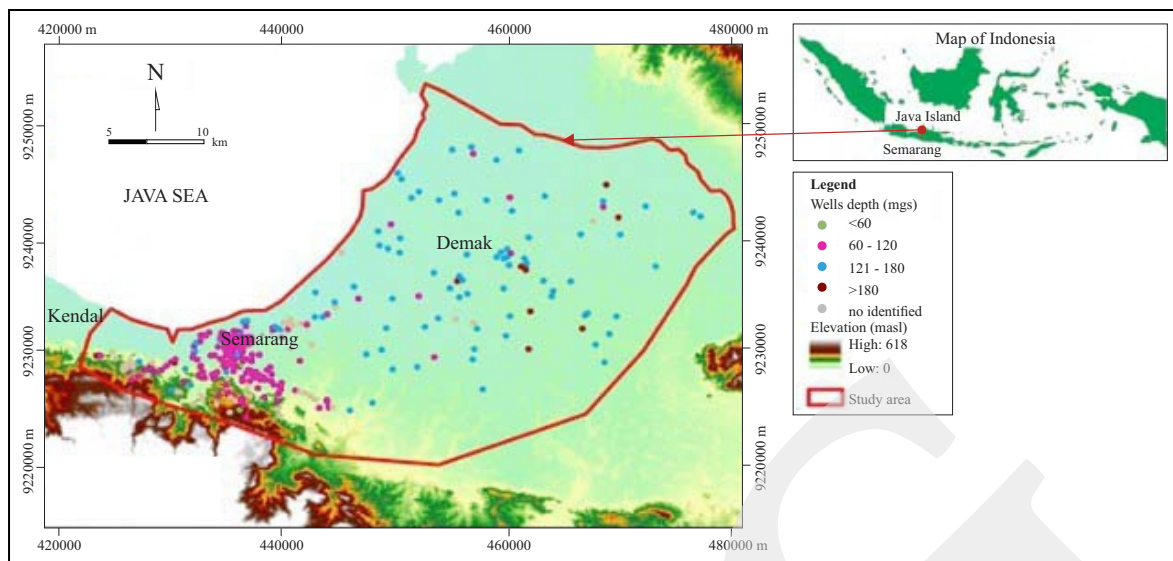 420000 m
440000 m
460000 m
480000 m
N
5
10
km
JAVA SEA
Demak
Kendal
Semarang
9250000 m
9240000 m
9230000 m
9220000 m
9250000 m
9240000 m
9230000 m
9220000 m
420000 m
440000 m
460000 m
480000 m
Map of Indonesia
Java Island
Semarang
Legend
Wells depth (mgs)
<60
60 - 120
121 - 180
>180
no identified
Elevation (masl)
High: 618
Low: 0
Study area